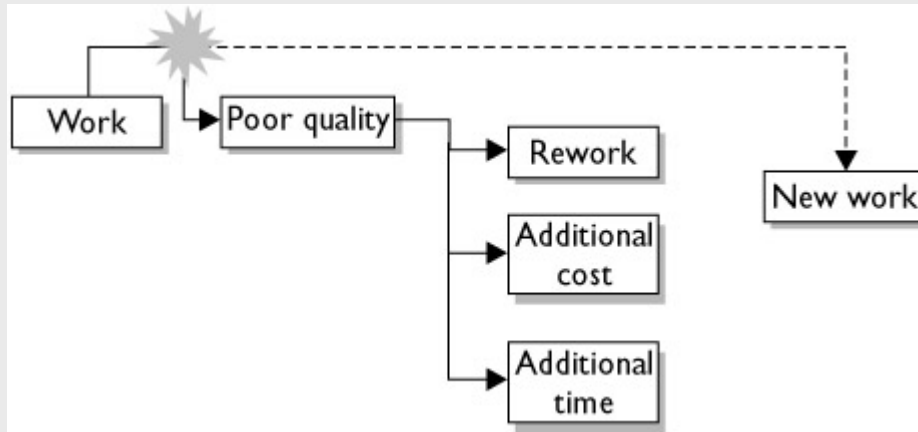 Work
Poor quality
Rework
New work
Additional
cost
Additional
time